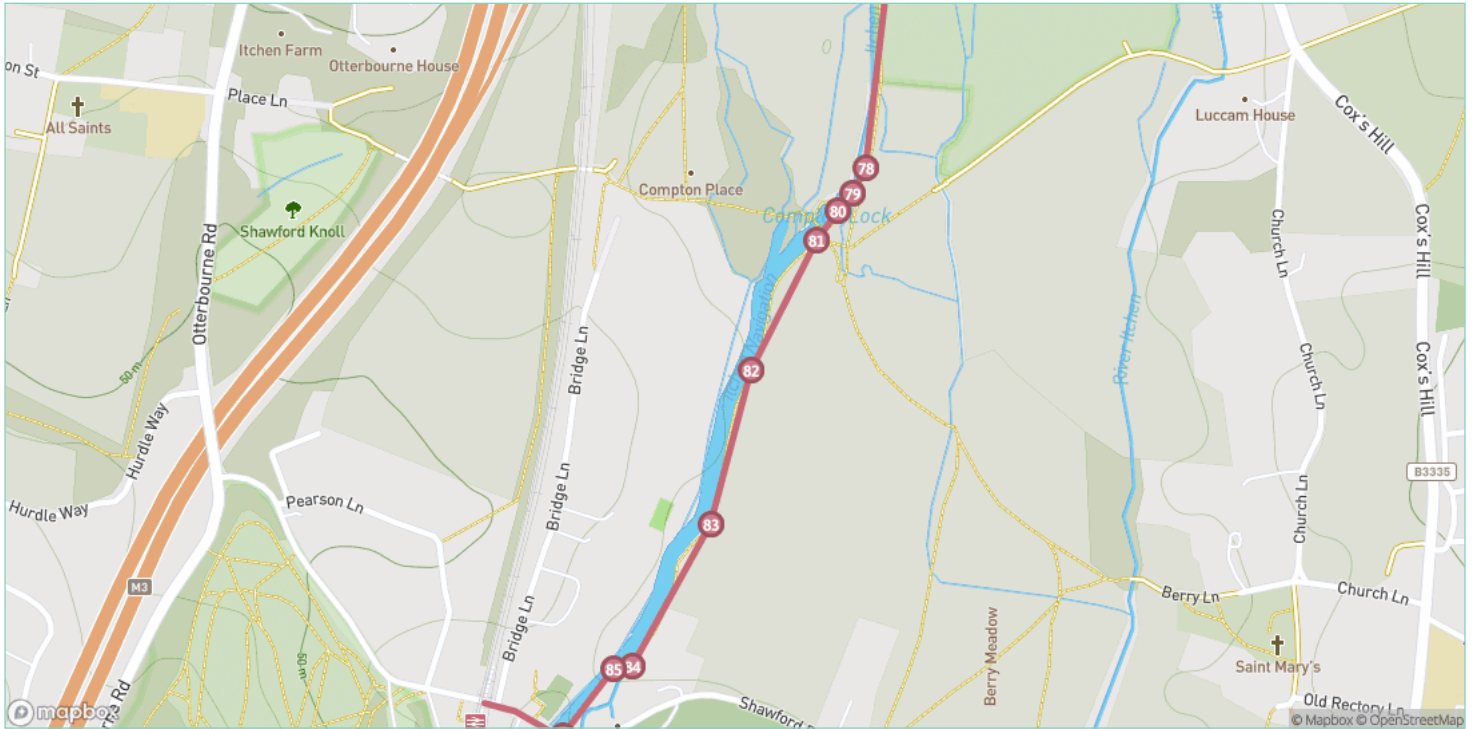 Itchen
on St
Itchen Farm
Otterbourne House
Place Ln
All Saints
Luccam House
Cox's Hill
78
Compton Place
79
80
Lock
81
Shawford Knoll
Otterbourne Rd
Church Ln
Cox's Hill
Navigation
River Itchen
50-m
Bridge Ln
82
Church Ln
Cox's Hill
Hurdle Way
Hurdle Way
Pearson Ln
Bridge Ln
83
Church Ln
B3335
M3
Berry Ln
Church Ln
Bridge Ln
Berry Meadow
50-m
85
84
Saint Mary's
Old Rectory Ln
Shawford
mapbox
© Mapbox © OpenStreetMap